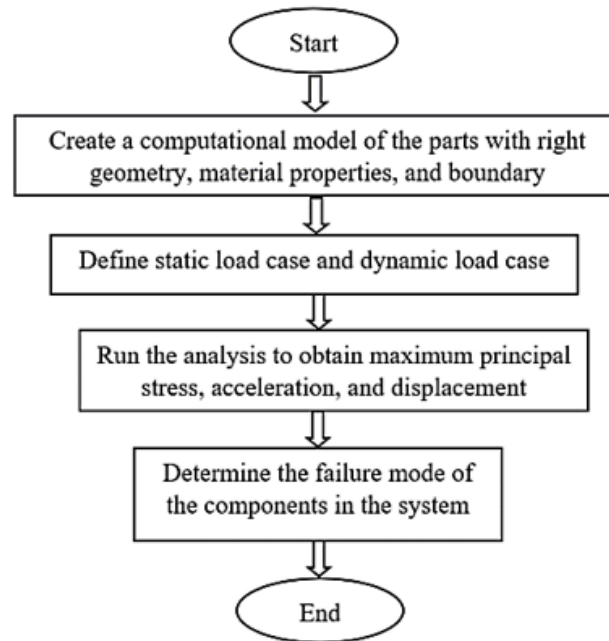 Start
Create a computational model of the parts with right
geometry, material properties, and boundary
Define static load case and dynamic load case
Run the analysis to obtain maximum principal
stress, acceleration, and displacement
Determine the failure mode of
the components in the system
End